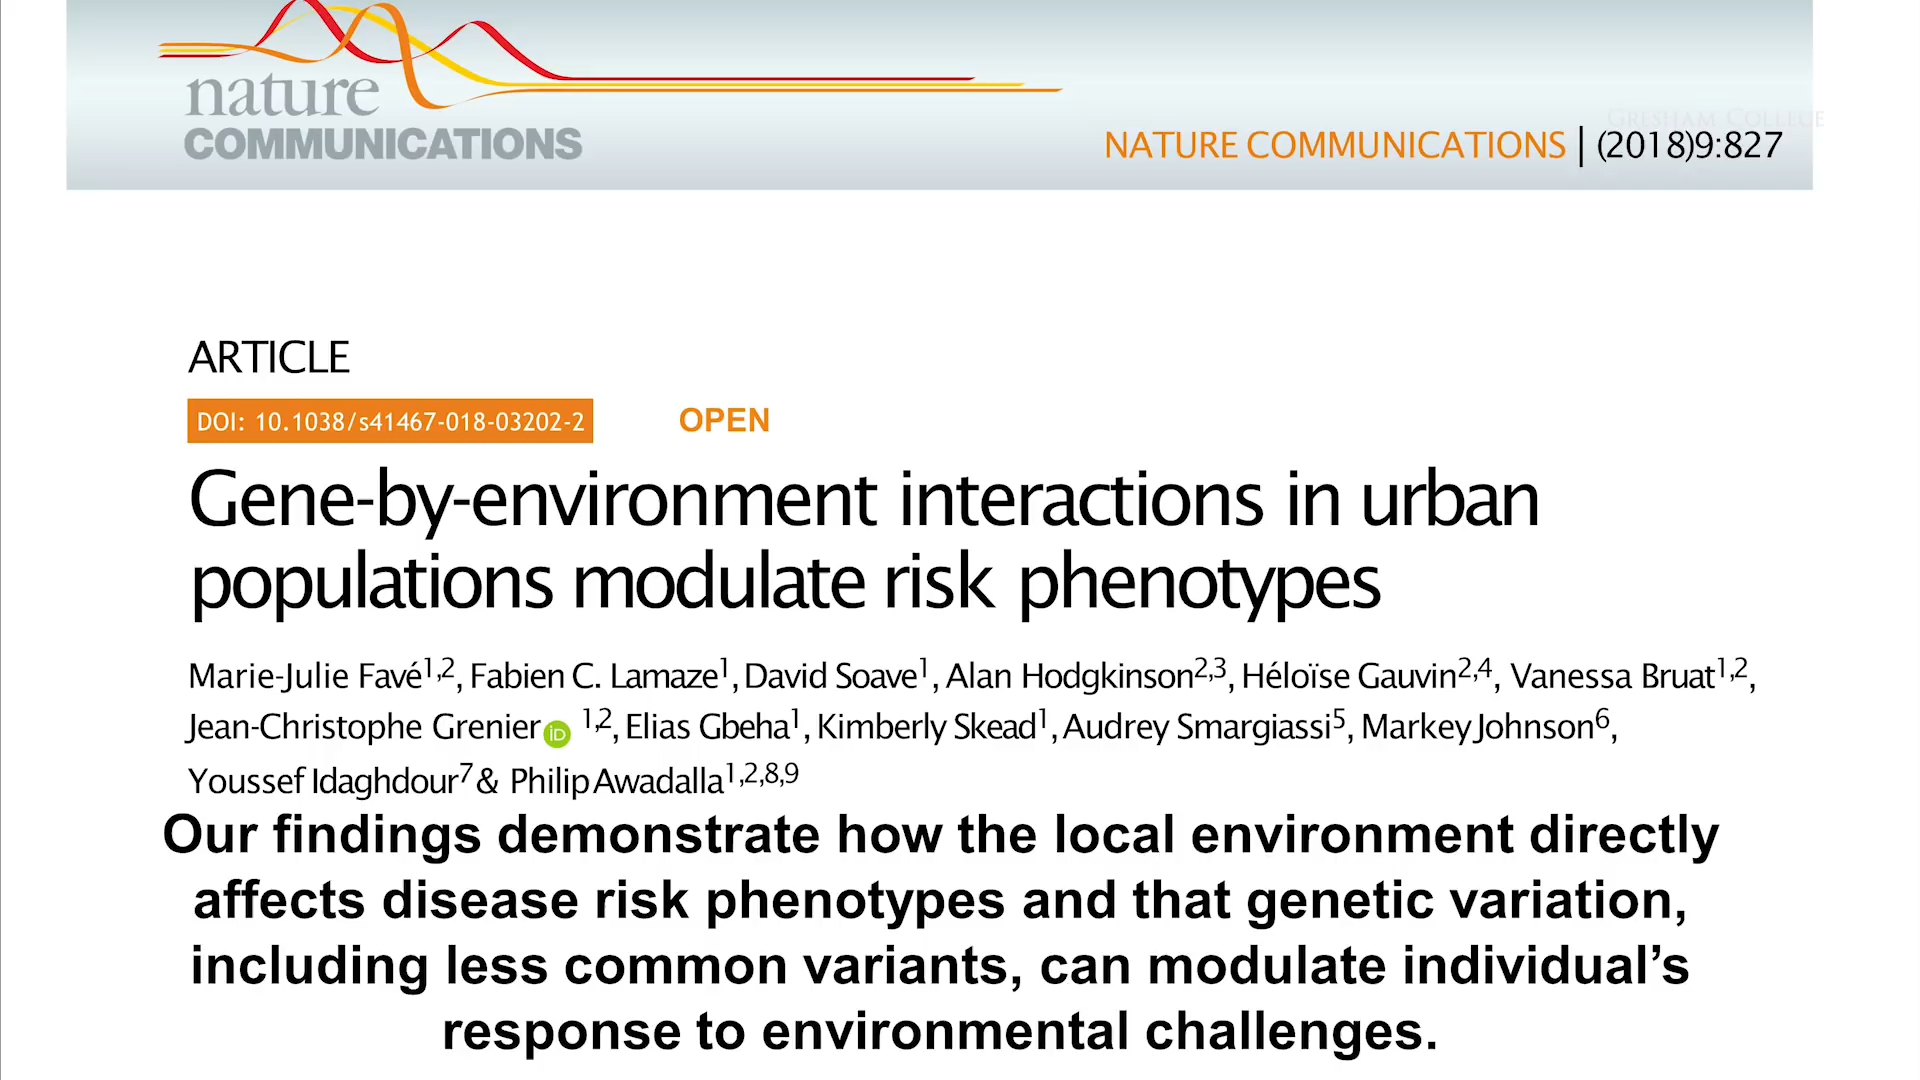 nature
COMMUNICATIONS
GRESHAM COLLEGE
NATURE COMMUNICATIONS | (2018)9:827
ARTICLE
DOI: 10.1038/s41467-018-03202-2 OPEN
Gene-by-environment interactions in urban
populations modulate risk phenotypes
Marie-Julie Favé1,2, Fabien C. Lamaze1, David Soave1, Alan Hodgkinson2,3, Héloïse Gauvin2,4, Vanessa Bruat1,2,
Jean-Christophe Grenier iD 1,2, Elias Gbeha1, Kimberly Skead1, Audrey Smargiassi5, Markey Johnson6,
Youssef Idaghdour7 & Philip Awadalla1,2,8,9
Our findings demonstrate how the local environment directly
affects disease risk phenotypes and that genetic variation,
including less common variants, can modulate individual’s
response to environmental challenges.